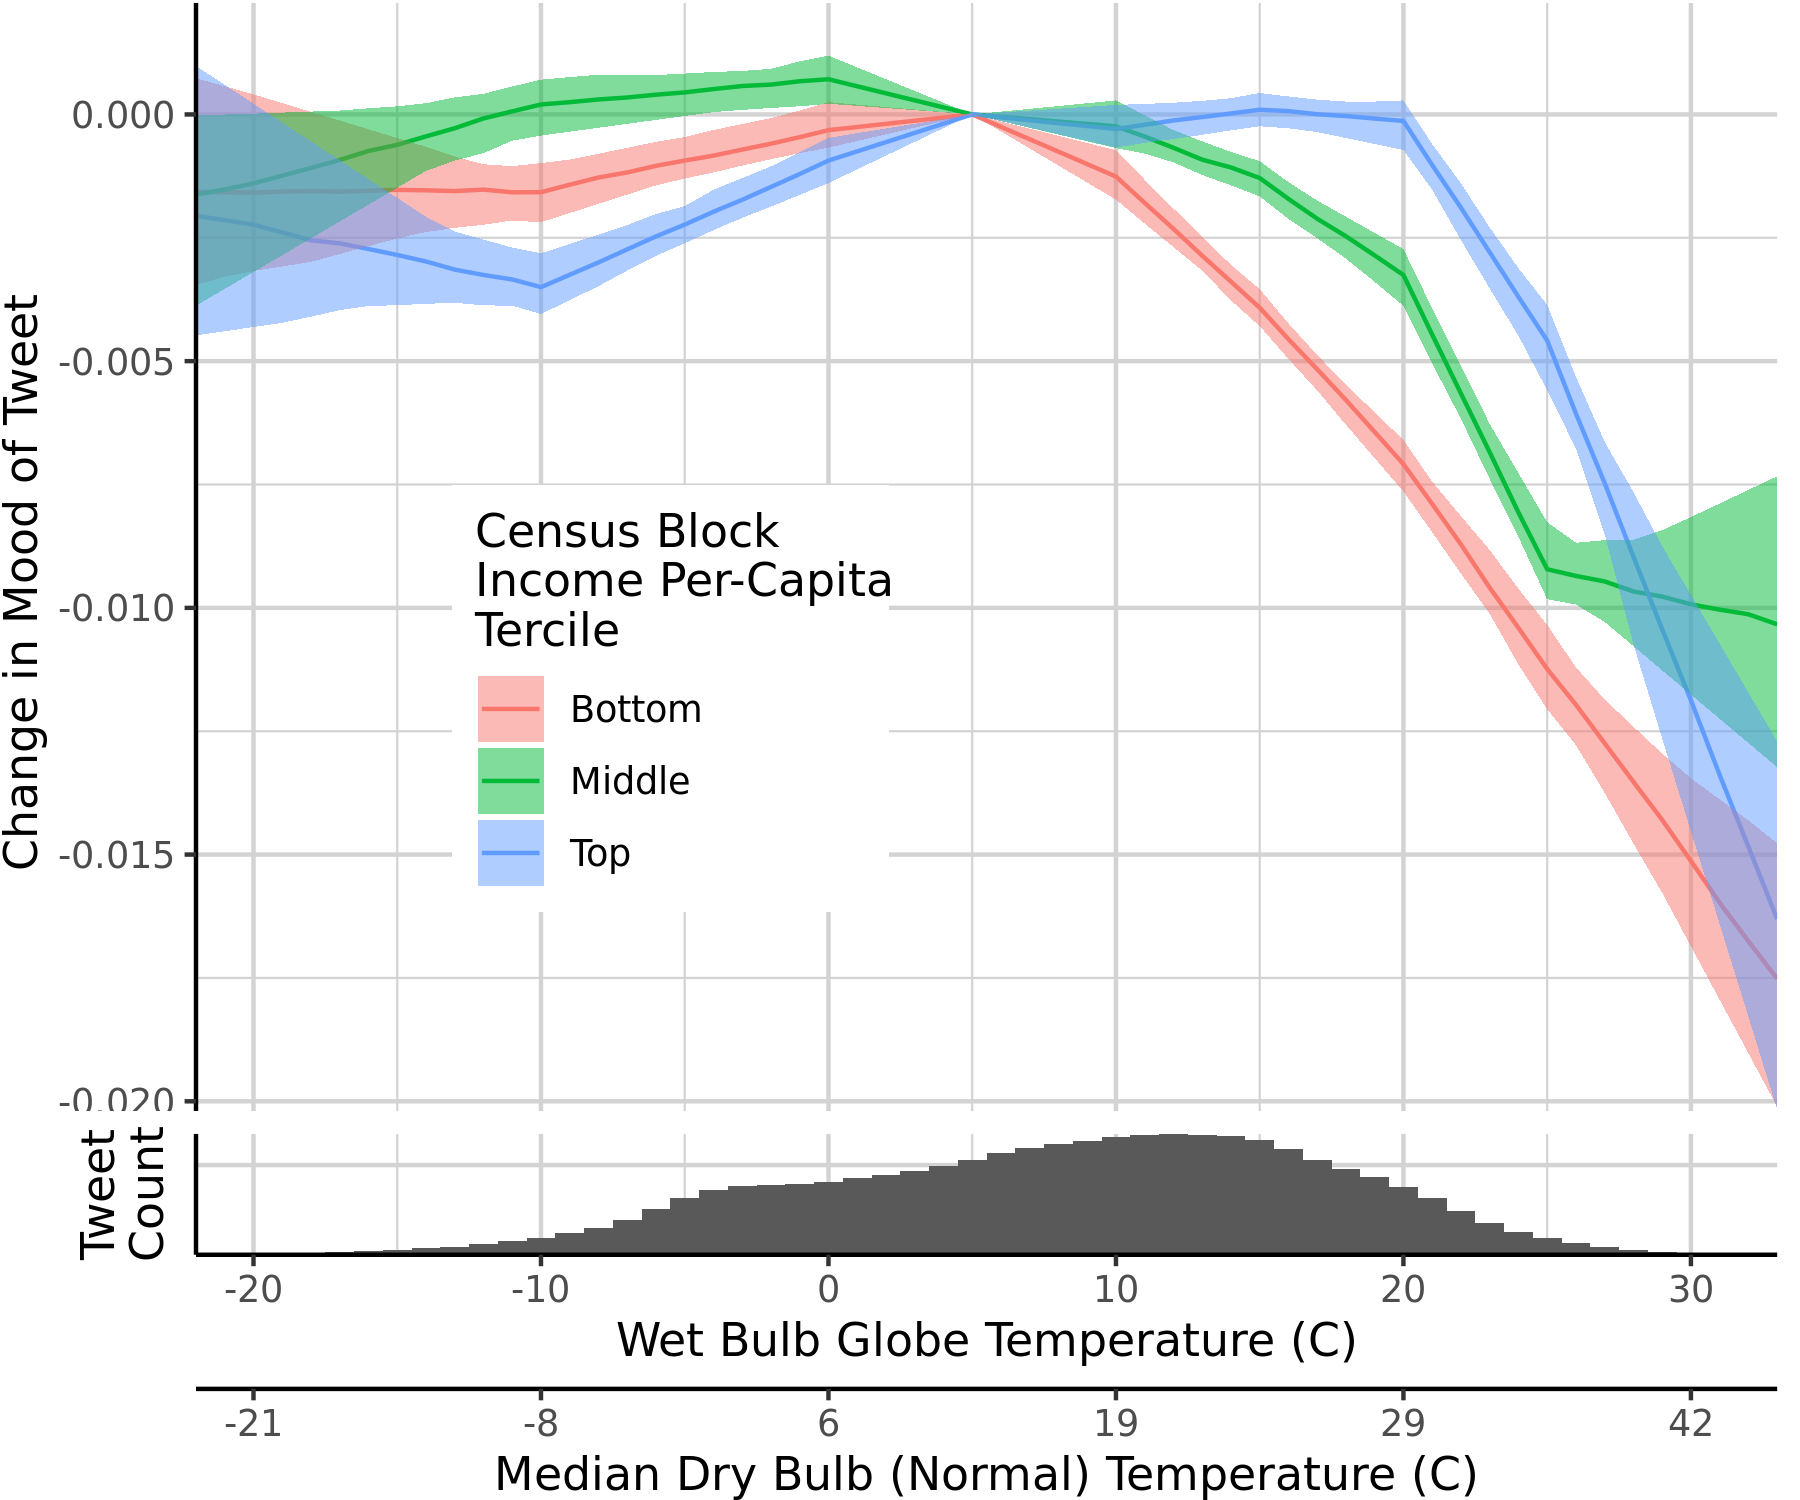 Change in Mood of Tweet
0.000
-0.005
-0.010
-0.015
-0.020
Census Block
Income Per-Capita
Tercile
Bottom
Middle
Top
Tweet
Count
-20 -10 0 10 20 30
Wet Bulb Globe Temperature (C)
-21 -8 6 19 29 42
Median Dry Bulb (Normal) Temperature (C)